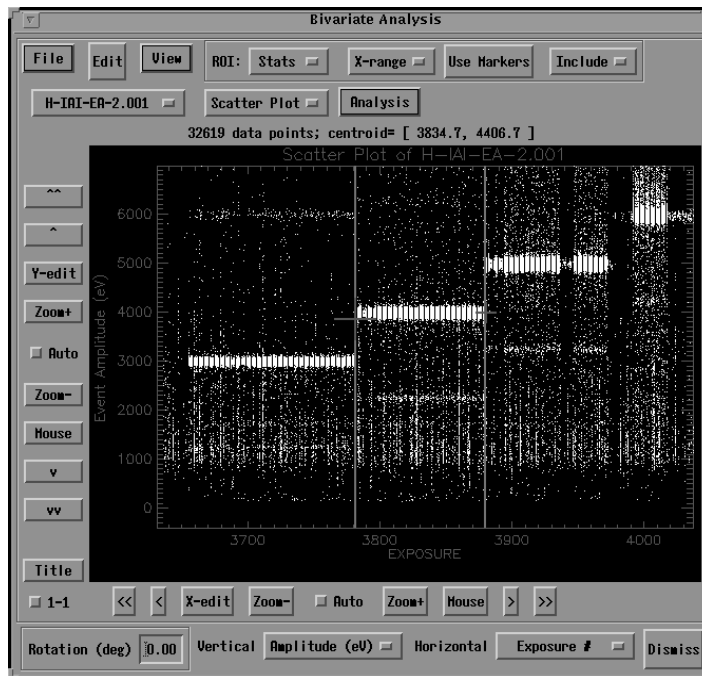 Bivariate Analysis
File Edit View ROI: Stats X-range Use Markers Include
H-IAI-EA-2.001 Scatter Plot Analysis
32619 data points; centroid= [ 3834.7, 4406.7 ]
Scatter Plot of H-IAI-EA-2.001
^^
^
Y-edit
Zoom+
Auto
Zoom-
Mouse
v
vv
Title
1-1
Event Amplitude (eV)
6000
5000
4000
3000
2000
1000
0
3700 3800 3900 4000
EXPOSURE
<< < X-edit Zoom- Auto Zoom+ Mouse > >>
Rotation (deg) 0.00 Vertical Amplitude (eV) Horizontal Exposure # Dismiss